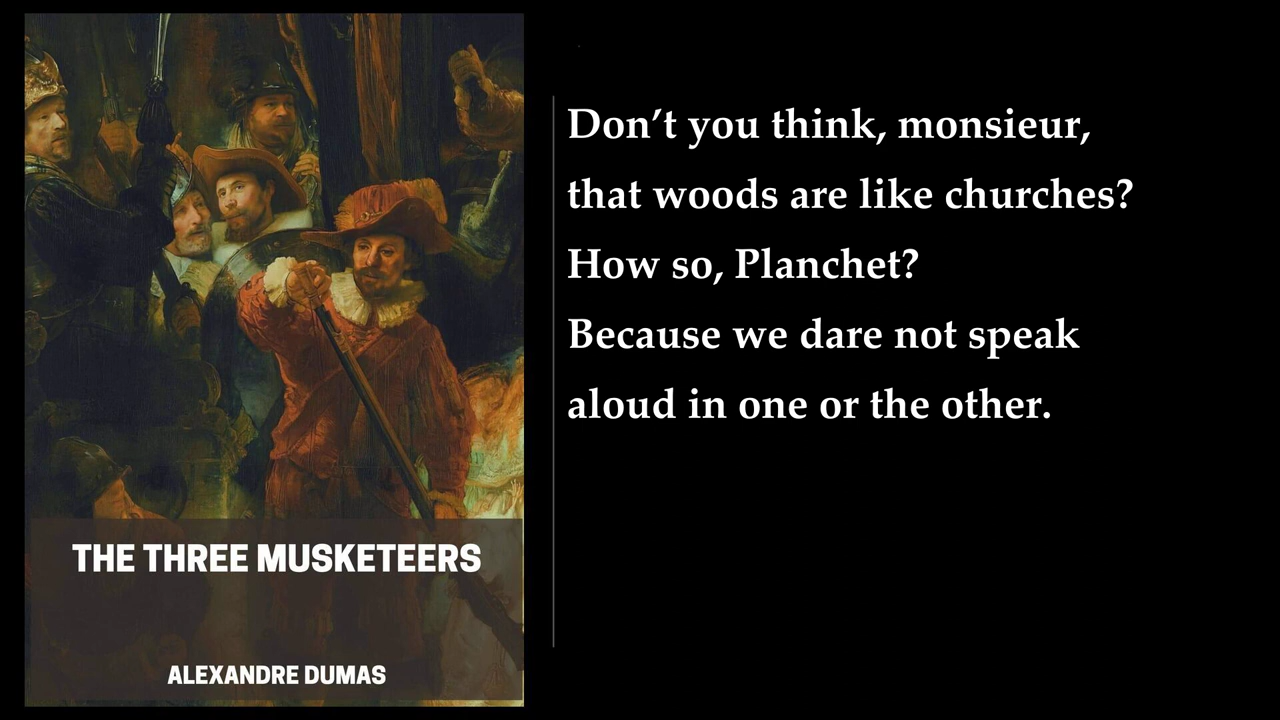 THE THREE MUSKETEERS
ALEXANDRE DUMAS
Don’t you think, monsieur,
that woods are like churches?
How so, Planchet?
Because we dare not speak
aloud in one or the other.